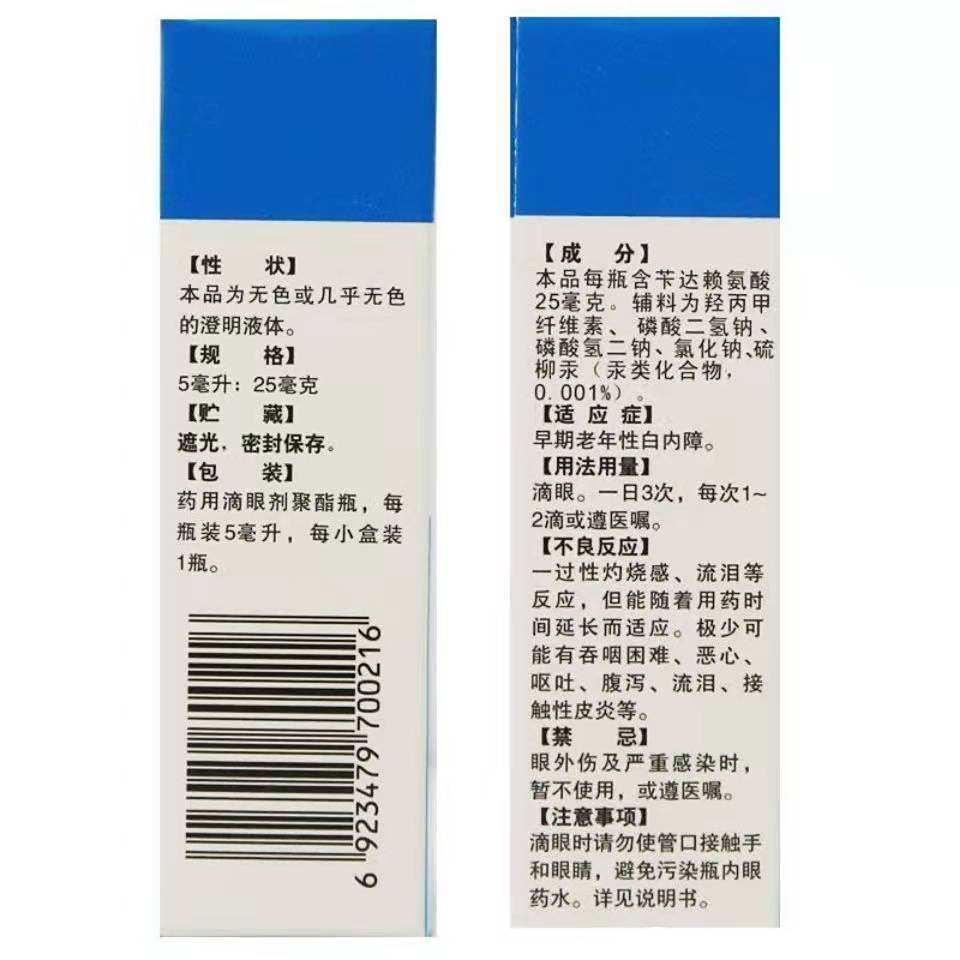 【性 状】
本品为无色或几乎无色
的澄明液体。
【规 格】
5毫升：25毫克
【贮 藏】
遮光，密封保存。
【包 装】
药用滴眼剂聚酯瓶，每
瓶装5毫升，每小盒装
1瓶。
6 923479 700216
【成 分】
本品每瓶含苄达赖氨酸
25毫克。辅料为羟丙甲
纤维素、磷酸二氢钠、
磷酸氢二钠、氯化钠、硫
柳汞（汞类化合物，
0.001%）。
【适 应 症】
早期老年性白内障。
【用法用量】
滴眼。一日3次，每次1~
2滴或遵医嘱。
【不良反应】
一过性灼烧感、流泪等
反应，但能随着用药时
间延长而适应。极少可
能有吞咽困难、恶心、
呕吐、腹泻、流泪、接
触性皮炎等。
【禁 忌】
眼外伤及严重感染时，
暂不使用，或遵医嘱。
【注意事项】
滴眼时请勿使管口接触手
和眼睛，避免污染瓶内眼
药水。详见说明书。